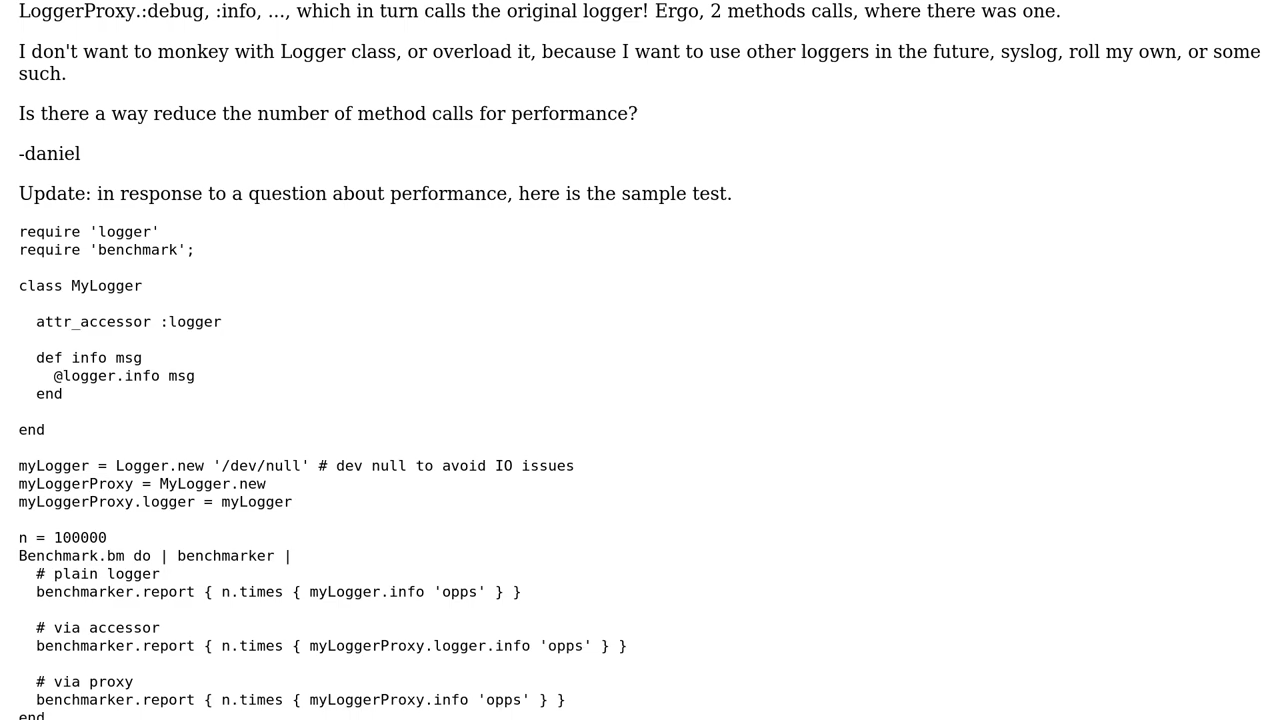 LoggerProxy.:debug, :info, ..., which in turn calls the original logger! Ergo, 2 methods calls, where there was one.
I don't want to monkey with Logger class, or overload it, because I want to use other loggers in the future, syslog, roll my own, or some
such.
Is there a way reduce the number of method calls for performance?
-daniel
Update: in response to a question about performance, here is the sample test.
require 'logger'
require 'benchmark';
class MyLogger
  attr_accessor :logger
  def info msg
    @logger.info msg
  end
end
myLogger = Logger.new '/dev/null' # dev null to avoid IO issues
myLoggerProxy = MyLogger.new
myLoggerProxy.logger = myLogger
n = 100000
Benchmark.bm do | benchmarker |
  # plain logger
  benchmarker.report { n.times { myLogger.info 'opps' } }
  # via accessor
  benchmarker.report { n.times { myLoggerProxy.logger.info 'opps' } }
  # via proxy
  benchmarker.report { n.times { myLoggerProxy.info 'opps' } }
end